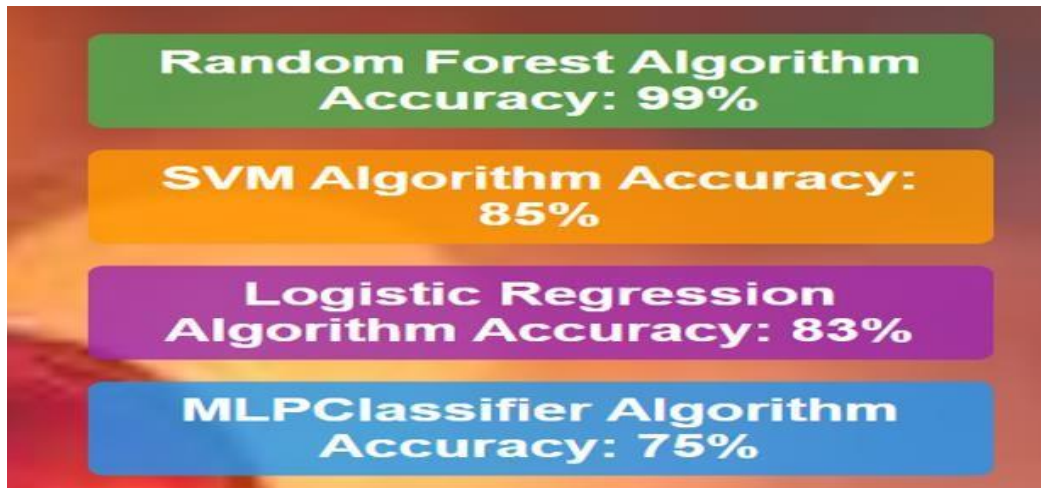 Random Forest Algorithm
Accuracy: 99%
SVM Algorithm Accuracy:
85%
Logistic Regression
Algorithm Accuracy: 83%
MLPClassifier Algorithm
Accuracy: 75%